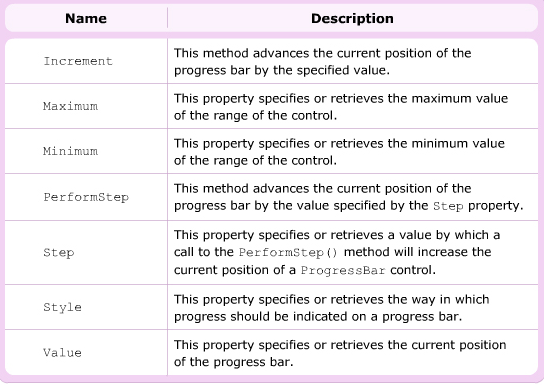 Name Description
Increment This method advances the current position of the
progress bar by the specified value.
Maximum This property specifies or retrieves the maximum value
of the range of the control.
Minimum This property specifies or retrieves the minimum value
of the range of the control.
PerformStep This method advances the current position of the
progress bar by the value specified by the Step property.
Step This property specifies or retrieves a value by which a
call to the PerformStep() method will increase the
current position of a ProgressBar control.
Style This property specifies or retrieves the way in which
progress should be indicated on a progress bar.
Value This property specifies or retrieves the current position
of the progress bar.